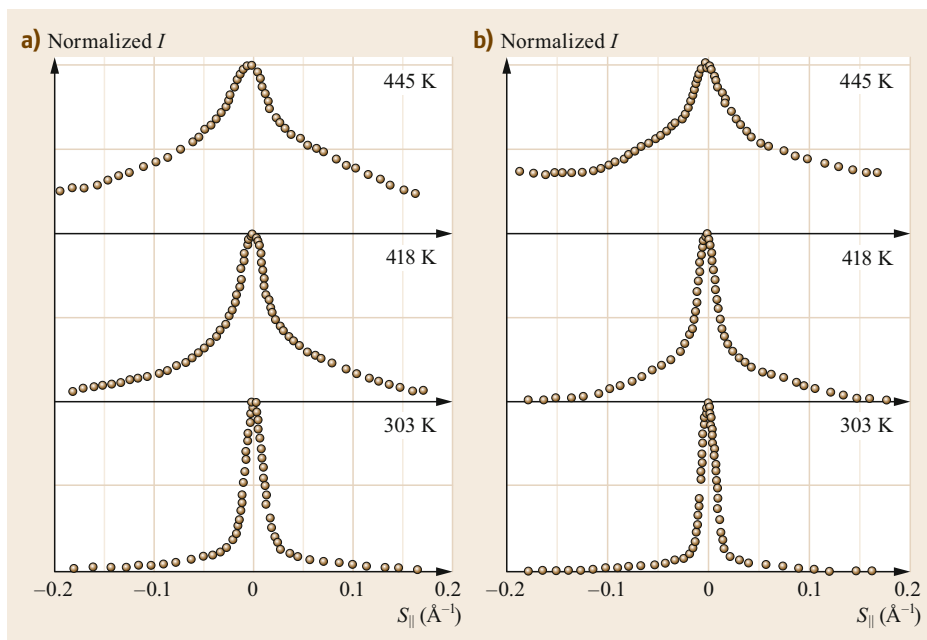 a) Normalized I
445 K
418 K
303 K
−0.2 −0.1 0 0.1 0.2
S|| (Å⁻¹)
b) Normalized I
445 K
418 K
303 K
−0.2 −0.1 0 0.1 0.2
S|| (Å⁻¹)